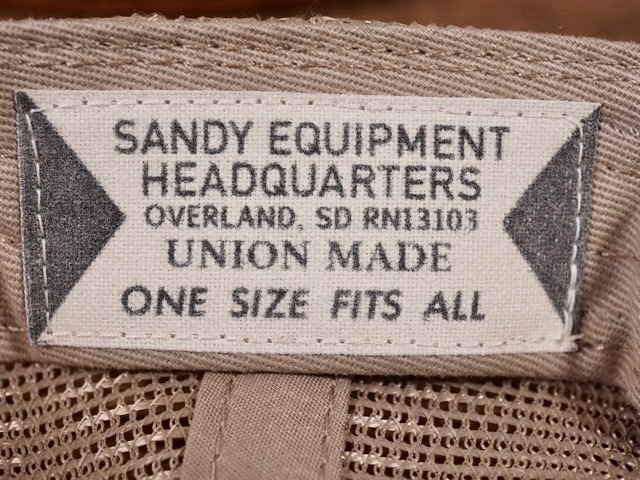 SANDY EQUIPMENT
HEADQUARTERS
OVERLAND, SD RN13103
UNION MADE
ONE SIZE FITS ALL